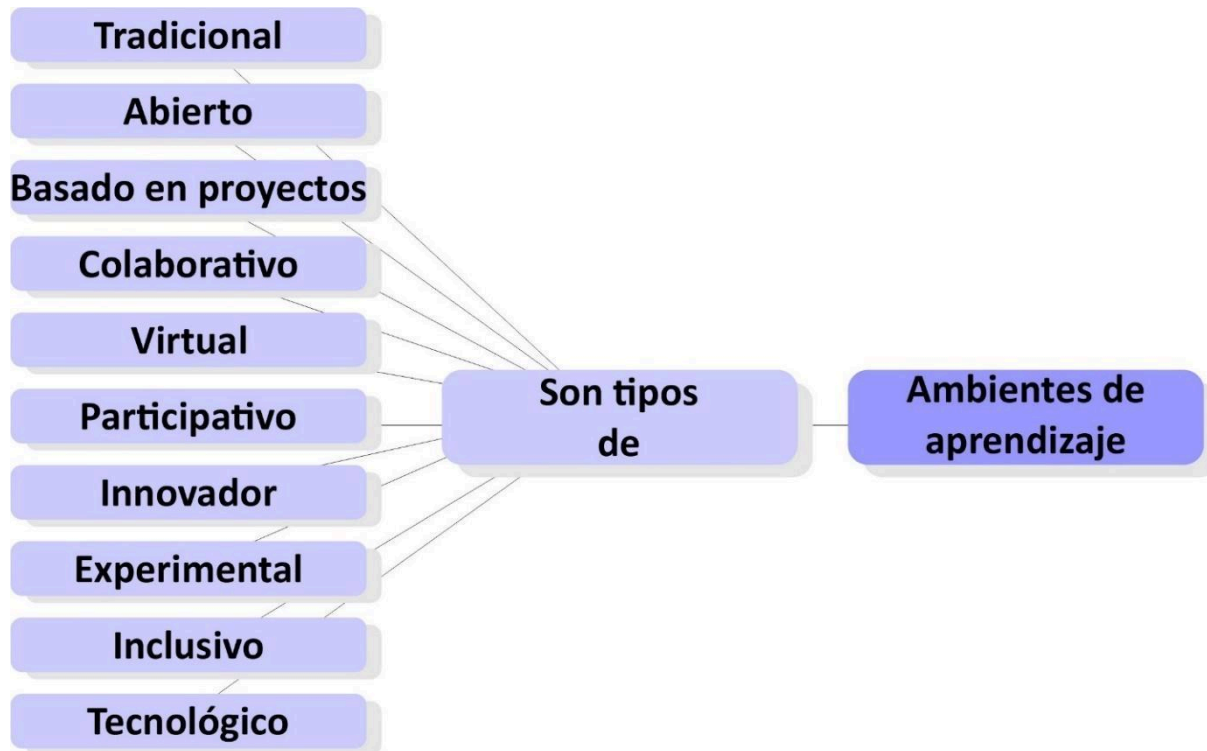 Tradicional
Abierto
Basado en proyectos
Colaborativo
Virtual
Participativo
Innovador
Experimental
Inclusivo
Tecnológico
Son tipos
de
Ambientes de
aprendizaje